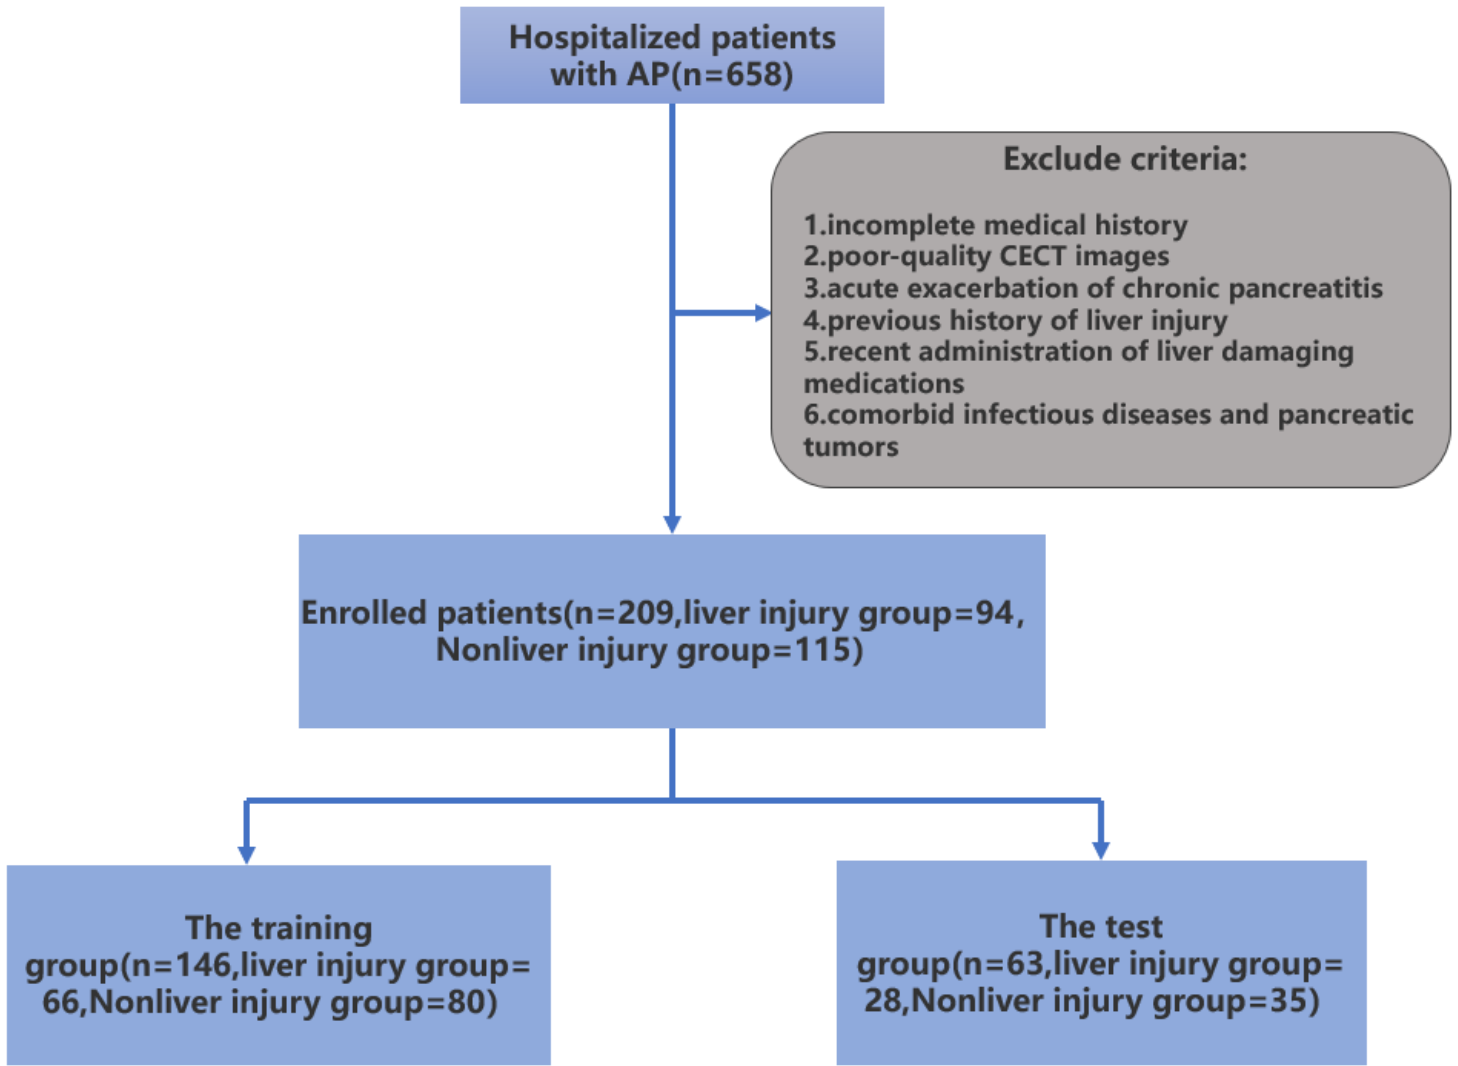 Hospitalized patients
with AP(n=658)
Exclude criteria:
1.incomplete medical history
2.poor-quality CECT images
3.acute exacerbation of chronic pancreatitis
4.previous history of liver injury
5.recent administration of liver damaging
medications
6.comorbid infectious diseases and pancreatic
tumors
Enrolled patients(n=209,liver injury group=94,
Nonliver injury group=115)
The training
group(n=146,liver injury group=
66,Nonliver injury group=80)
The test
group(n=63,liver injury group=
28,Nonliver injury group=35)